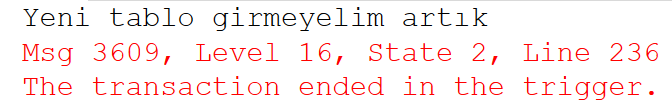 Yeni tablo girmeyelim artık
Msg 3609, Level 16, State 2, Line 236
The transaction ended in the trigger.